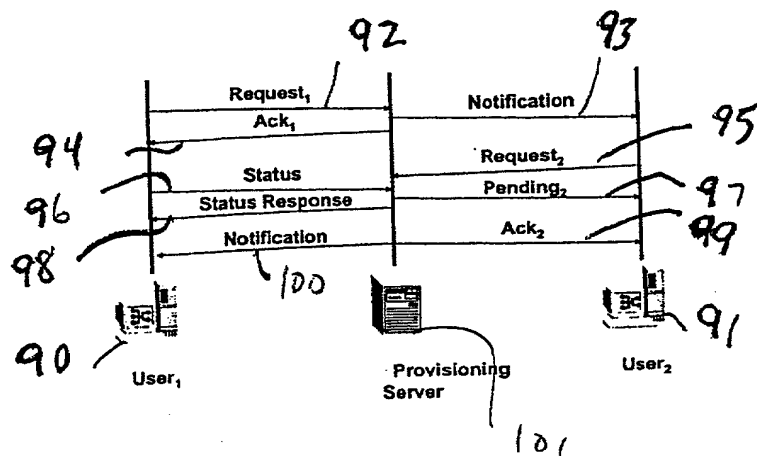 92
93
Request₁
Notification
Ack₁
95
94
Request₂
Status
96
Pending₂
97
Status Response
98
Notification
Ack₂
99
100
90
91
User₁
Provisioning
Server
User₂
101